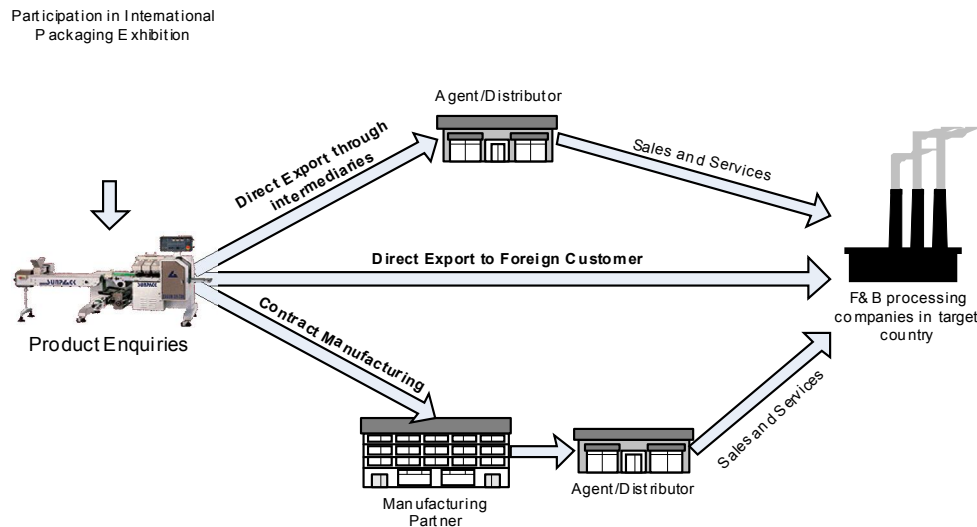 Participation in International
Packaging Exhibition
Agent/Distributor
Direct Export through
intermediaries
Sales and Services
Direct Export to Foreign Customer
F&B processing
companies in target
country
Product Enquiries
Contract Manufacturing
Sales and Services
Manufacturing
Partner
Agent/Distributor